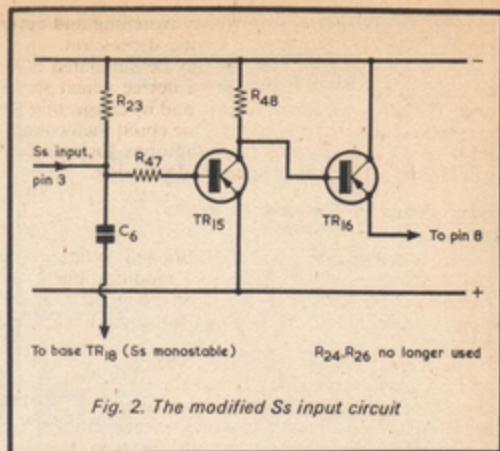 −
R23
R48
Ss input,
pin 3
R47
TR15
TR16
C6
To pin 8
+
To base TR18 (Ss monostable)
R24-R26 no longer used
Fig. 2. The modified Ss input circuit